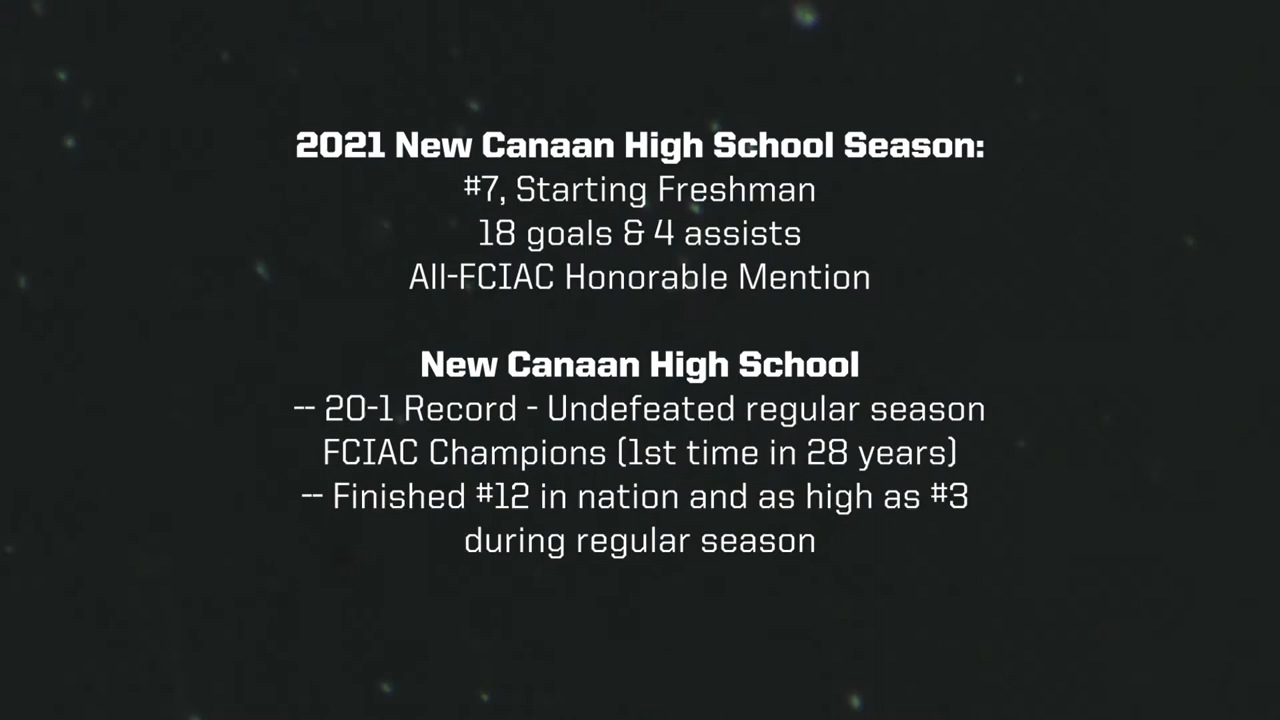 2021 New Canaan High School Season:
#7, Starting Freshman
18 goals & 4 assists
All-FCIAC Honorable Mention
New Canaan High School
-- 20-1 Record - Undefeated regular season
FCIAC Champions (1st time in 28 years)
-- Finished #12 in nation and as high as #3
during regular season